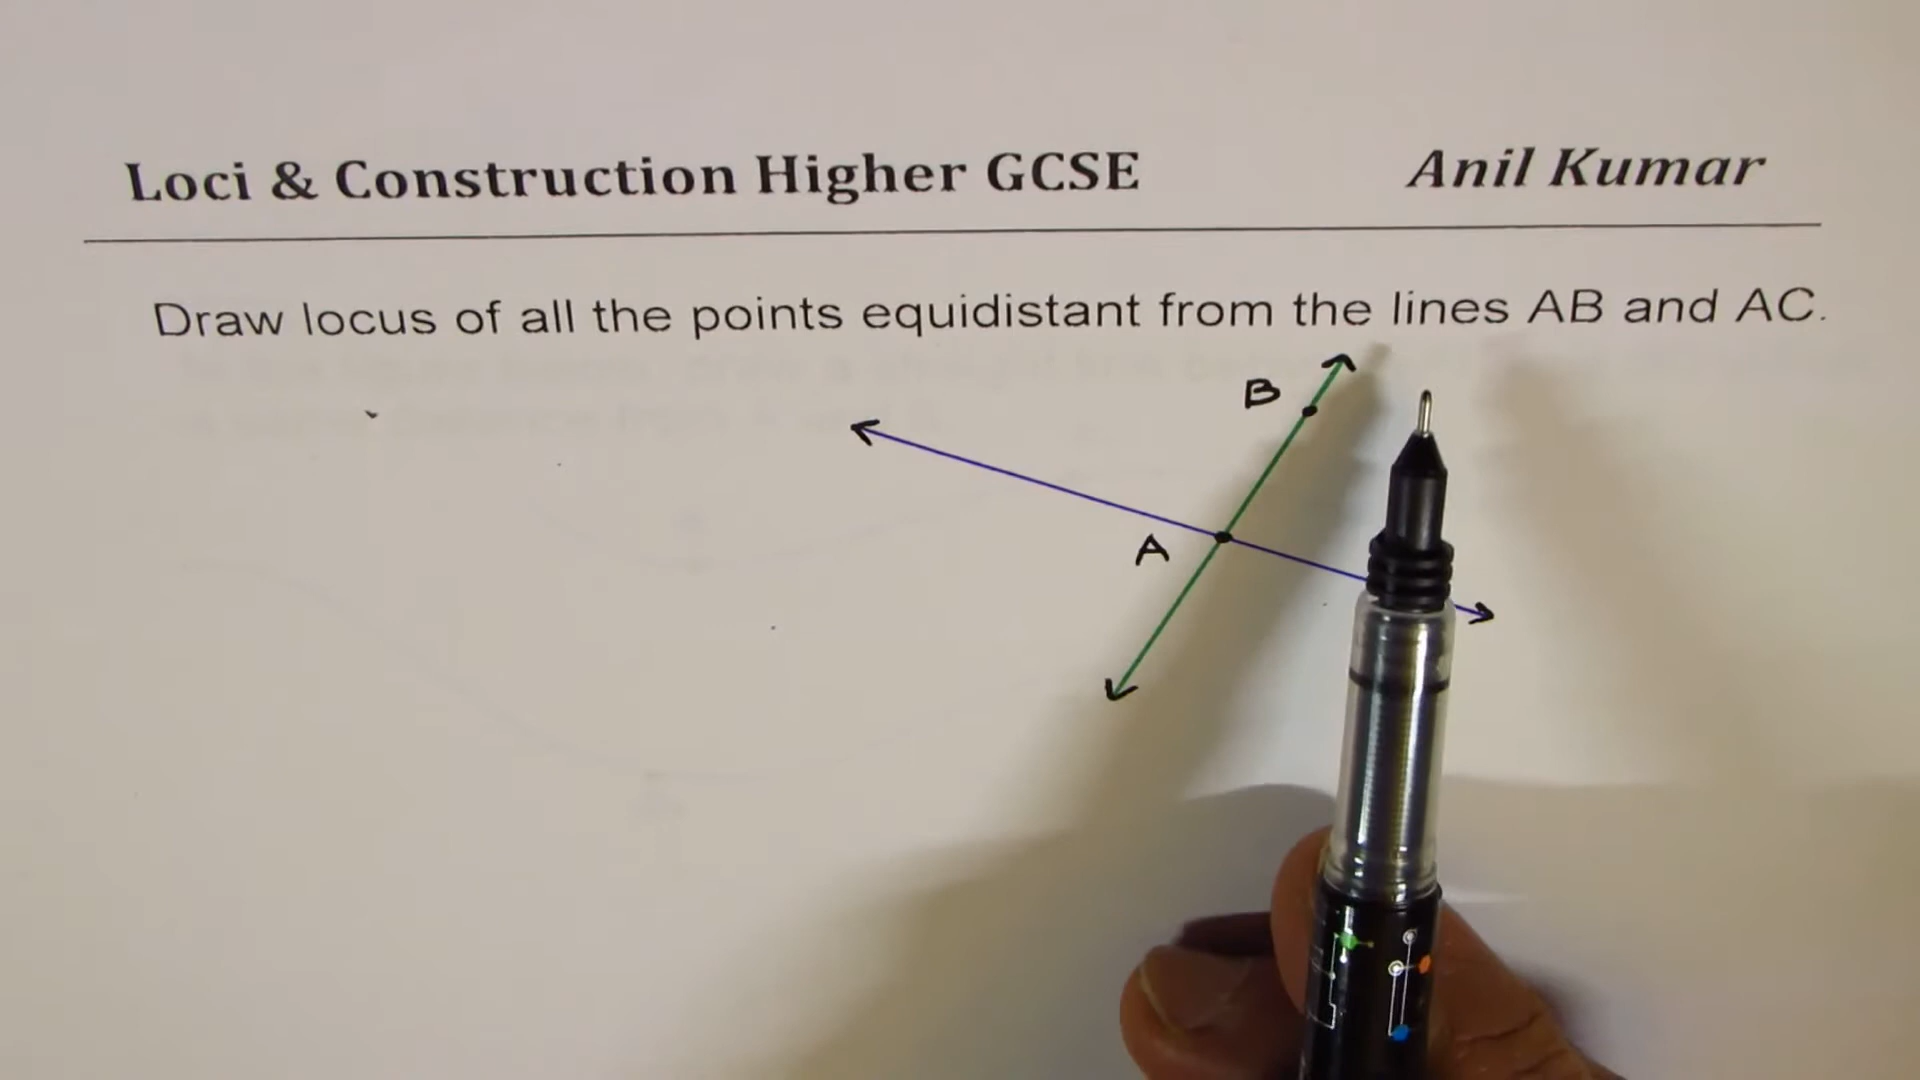 Loci & Construction Higher GCSE Anil Kumar
Draw locus of all the points equidistant from the lines AB and AC.
B
A